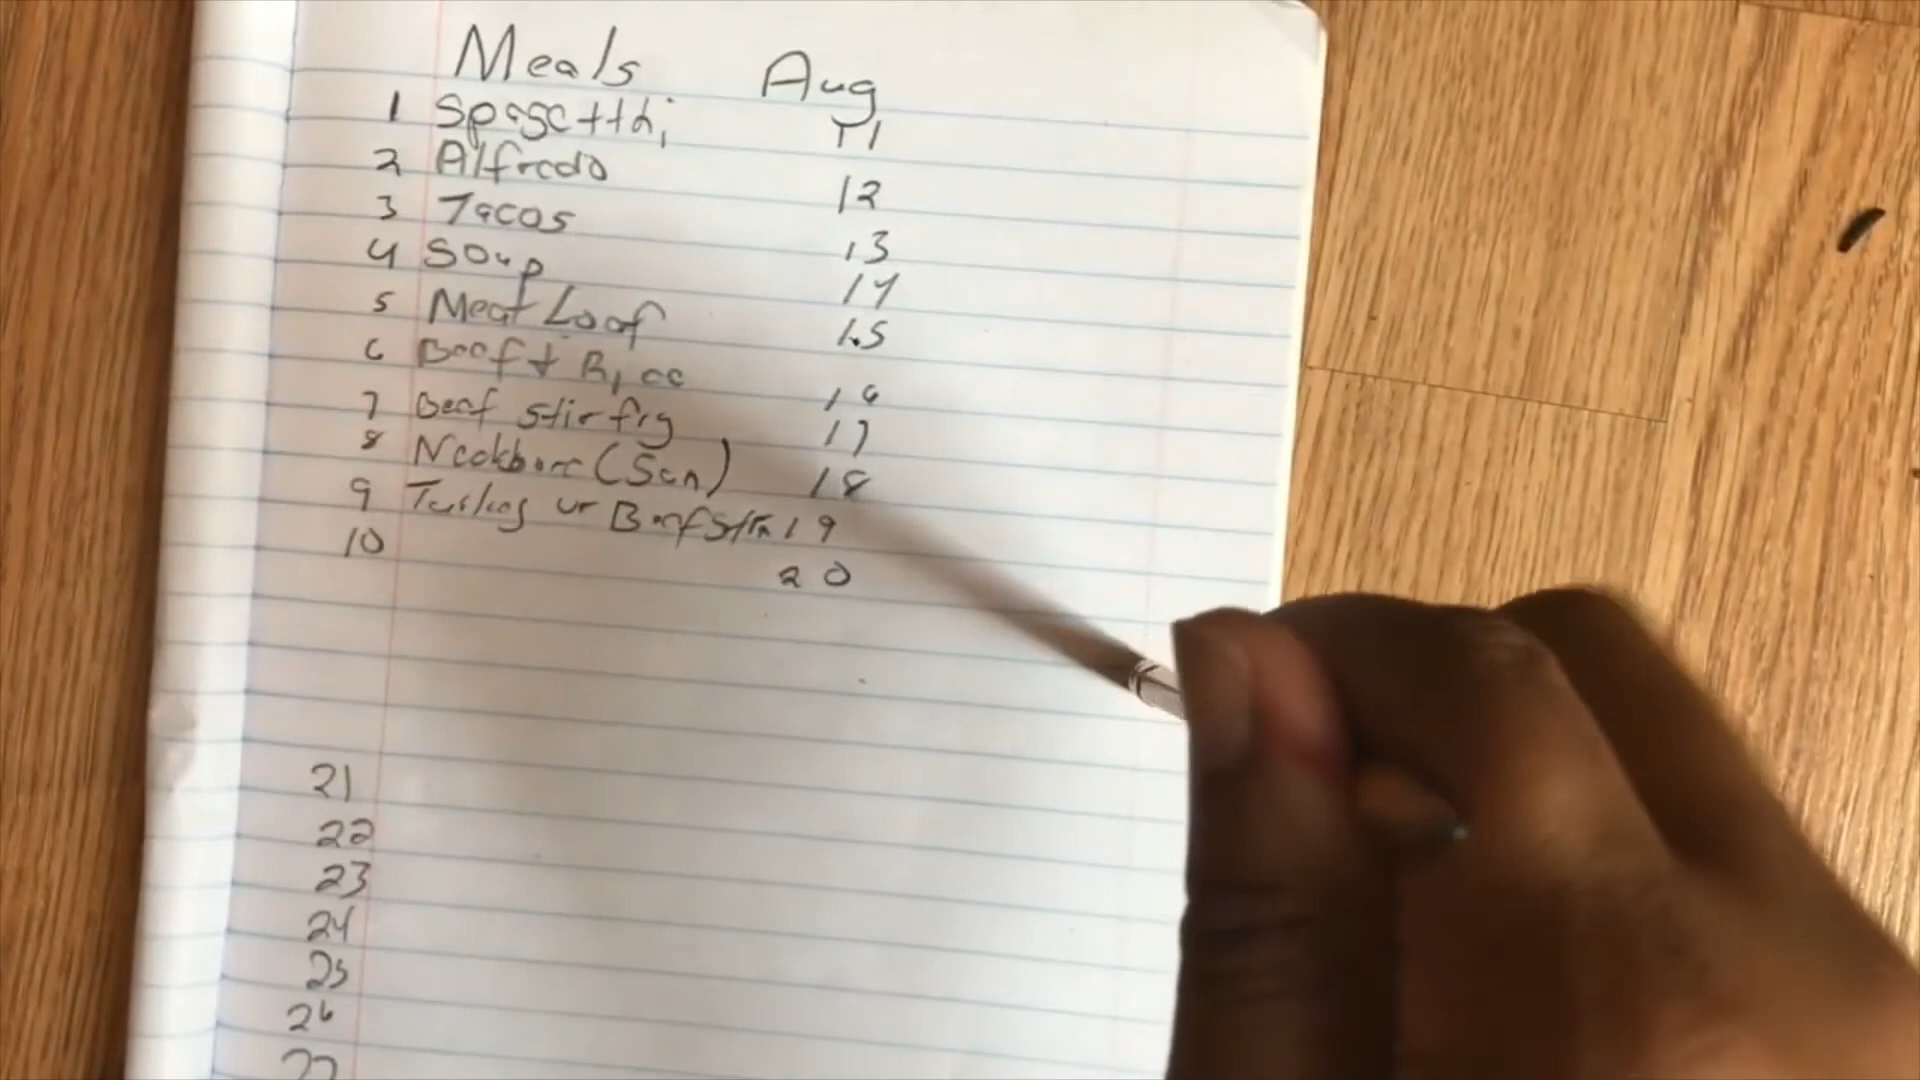 Meals Aug
1 Spagetthi 11
2 Alfredo 12
3 Tacos 13
4 Soup 14
5 Meat Loaf 15
6 Beef + Rice 16
7 Beef stir fry 17
8 Neckbone (Sun) 18
9 Turkey or Beef 19
10 20
21
22
23
24
25
26
27